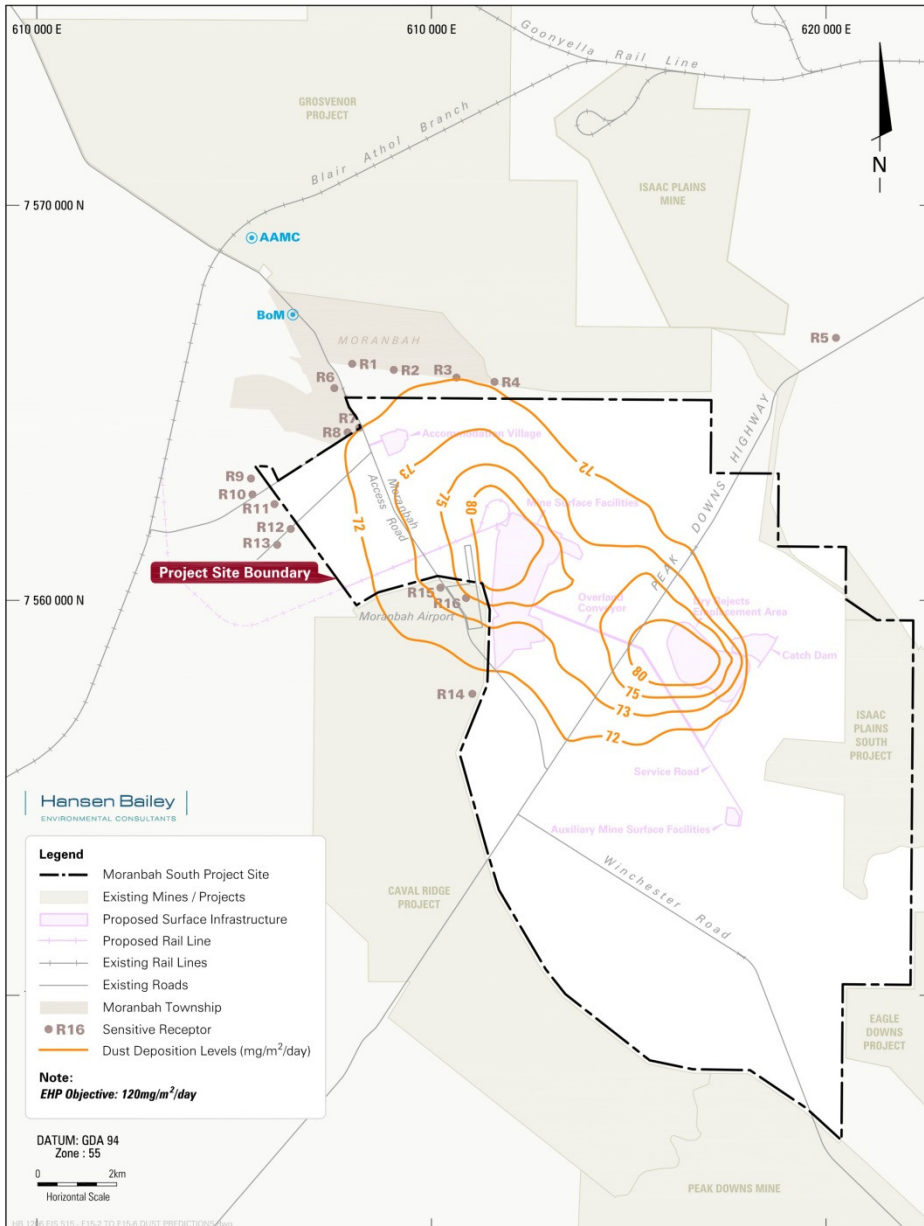 610 000 E
610 000 E
620 000 E
Goonyella Rail Line
GROSVENOR
PROJECT
Blair Athol Branch
ISAAC PLAINS
MINE
N
7 570 000 N
AAMC
BoM
MORANBAH
R1
R2
R3
R4
R5
R6
R7
R8
72
Accommodation Village
73
75
80
Mine Surface Facilities
Moranbah
Access Road
72
PEAK DOWNS HIGHWAY
R9
R10
R11
R12
R13
Project Site Boundary
7 560 000 N
R15
R16
Moranbah Airport
Overland
Conveyor
Dry Rejects
Emplacement Area
Catch Dam
80
75
73
72
R14
ISAAC
PLAINS
SOUTH
PROJECT
Service Road
Auxiliary Mine Surface Facilities
Winchester Road
CAVAL RIDGE
PROJECT
EAGLE
DOWNS
PROJECT
PEAK DOWNS MINE
Hansen Bailey
ENVIRONMENTAL CONSULTANTS
Legend
Moranbah South Project Site
Existing Mines / Projects
Proposed Surface Infrastructure
Proposed Rail Line
Existing Rail Lines
Existing Roads
Moranbah Township
R16 Sensitive Receptor
Dust Deposition Levels (mg/m²/day)
Note:
EHP Objective: 120mg/m²/day
DATUM: GDA 94
Zone : 55
0 2km
Horizontal Scale